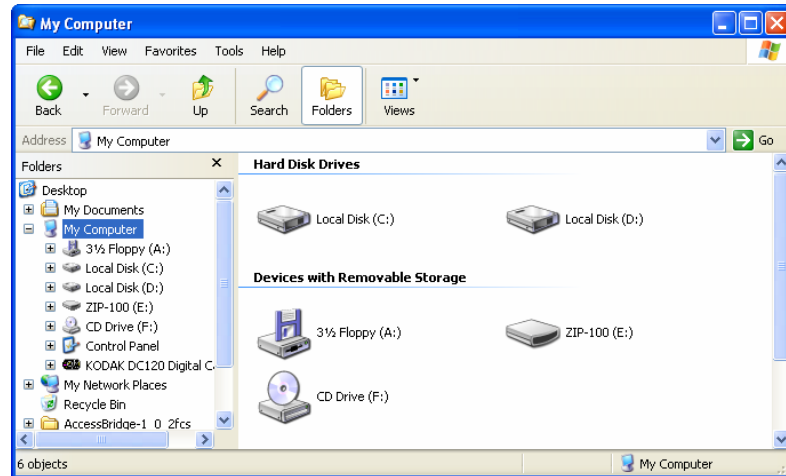 My Computer
File Edit View Favorites Tools Help
Back Forward Up Search Folders Views
Address My Computer Go
Folders
Desktop
My Documents
My Computer
3½ Floppy (A:)
Local Disk (C:)
Local Disk (D:)
ZIP-100 (E:)
CD Drive (F:)
Control Panel
KODAK DC120 Digital C
My Network Places
Recycle Bin
AccessBridge-1_0_2fcs
Hard Disk Drives
Local Disk (C:) Local Disk (D:)
Devices with Removable Storage
3½ Floppy (A:) ZIP-100 (E:)
CD Drive (F:)
6 objects My Computer